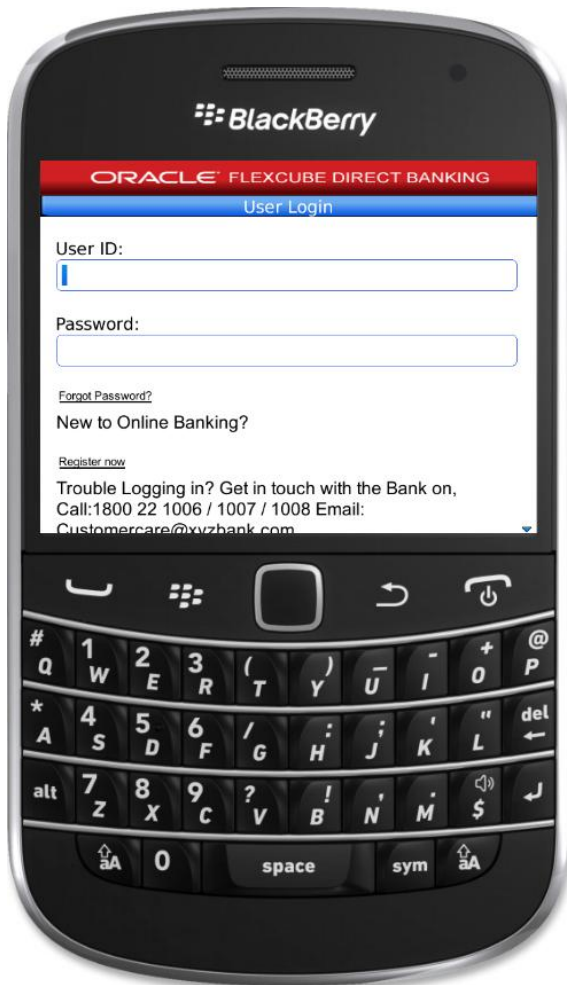 BlackBerry
ORACLE FLEXCUBE DIRECT BANKING
User Login
User ID:
Password:
Forgot Password?
New to Online Banking?
Register now
Trouble Logging in? Get in touch with the Bank on,
Call:1800 22 1006 / 1007 / 1008 Email:
Customercare@xyzbank.com
# 1 2 3 ( ) _ - + @
Q W E R T Y U I O P
* 4 5 6 / : ; ' " del
A S D F G H J K L
alt 7 8 9 ? ! , . $
Z X C V B N M
aA 0 space sym aA